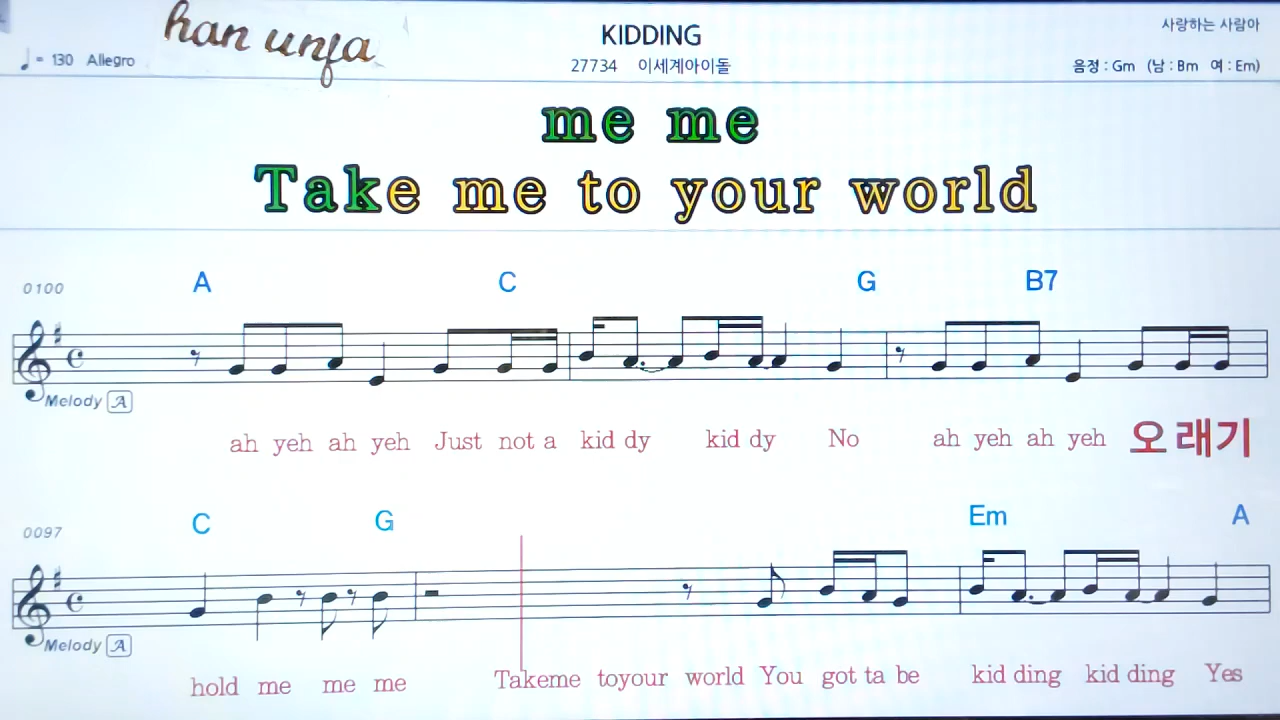 han unfa
KIDDING
사랑하는 사람아
♩ = 130 Allegro
27734 이세계아이돌
음정 : Gm (남 : Bm 여 : Em)
me me
Take me to your world
0100 A C G B7
Melody A
ah yeh ah yeh Just not a kid dy kid dy No ah yeh ah yeh 오래기
0097 C G Em A
Melody A
hold me me me Takeme toyour world You got ta be kid ding kid ding Yes